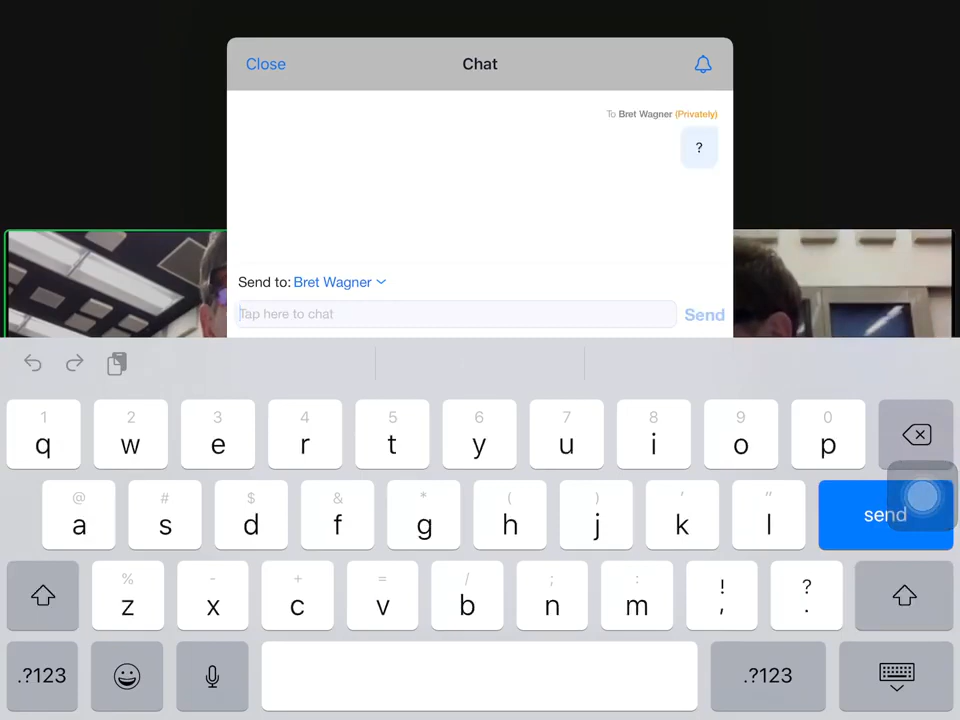 Close Chat
To Bret Wagner (Privately)
?
Send to: Bret Wagner
Tap here to chat Send
1 2 3 4 5 6 7 8 9 0
q w e r t y u i o p
@ # $ & * ( ) ' "
a s d f g h j k l send
% - + = / ; : ! ?
z x c v b n m , .
.?123 .?123